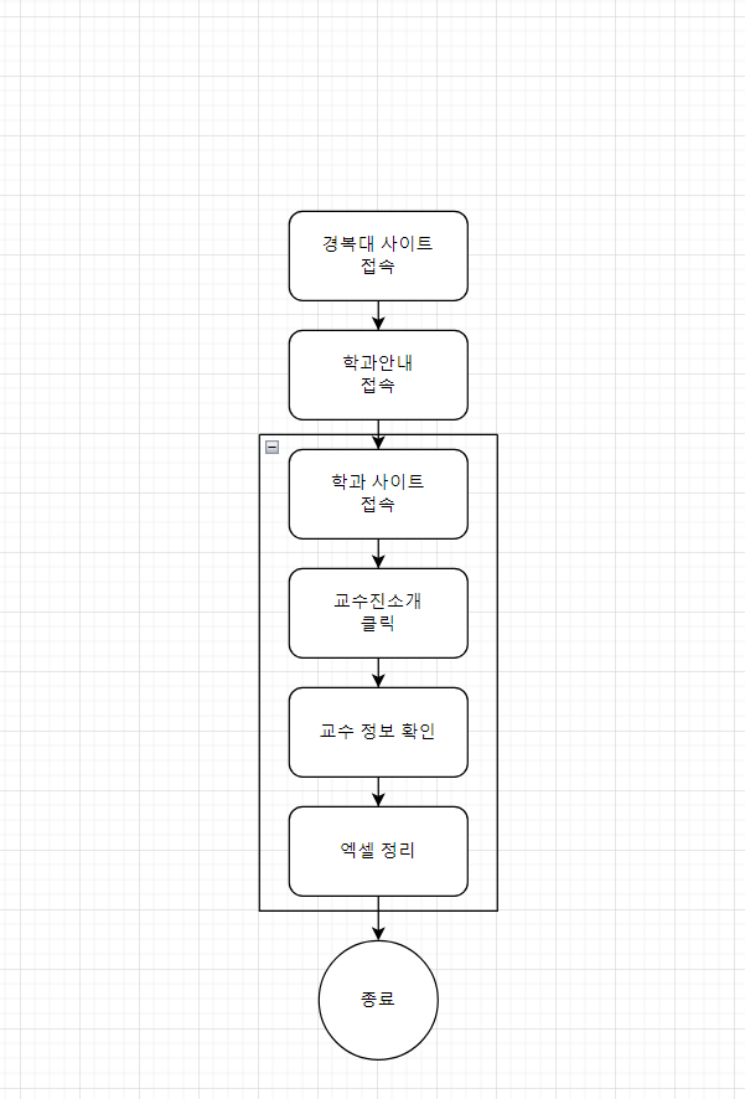 경복대 사이트
접속
학과안내
접속
학과 사이트
접속
교수진소개
클릭
교수 정보 확인
엑셀 정리
종료